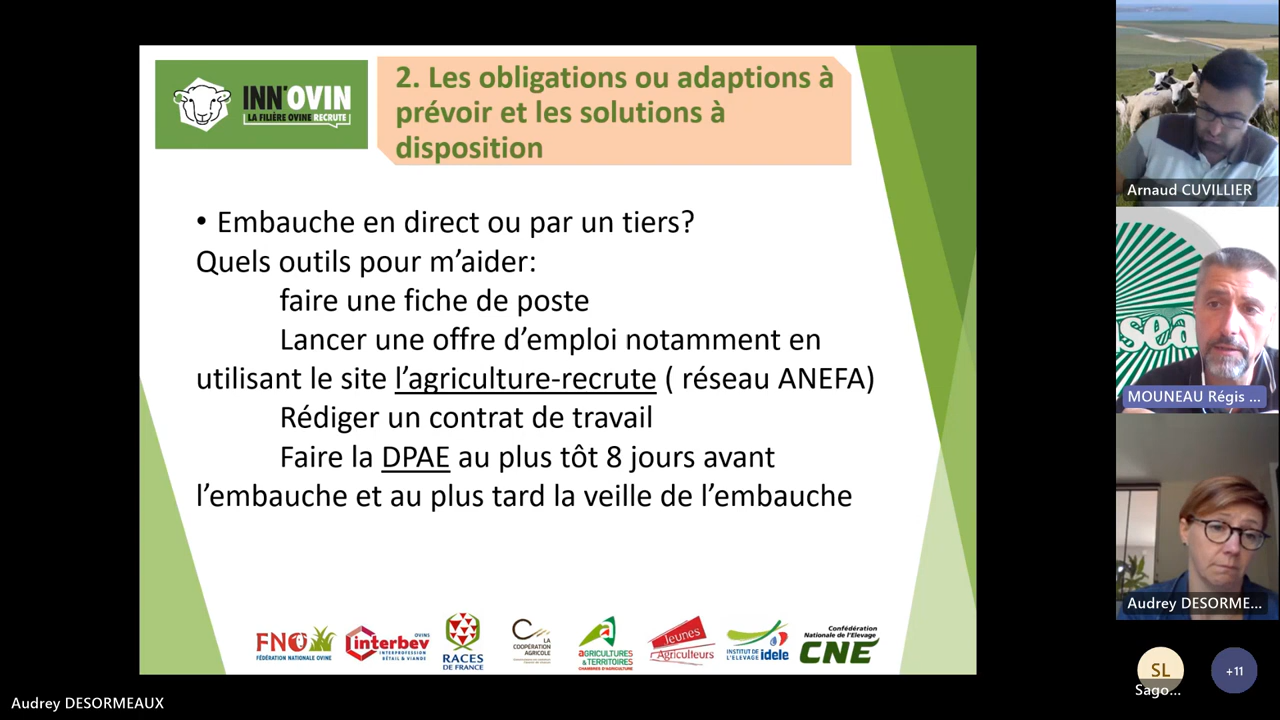 INN'OVIN
LA FILIÈRE OVINE RECRUTE
2. Les obligations ou adaptions à
prévoir et les solutions à
disposition
• Embauche en direct ou par un tiers?
Quels outils pour m'aider:
faire une fiche de poste
Lancer une offre d'emploi notamment en
utilisant le site l'agriculture-recrute ( réseau ANEFA)
Rédiger un contrat de travail
Faire la DPAE au plus tôt 8 jours avant
l'embauche et au plus tard la veille de l'embauche
FNO
FÉDÉRATION NATIONALE OVINE
interbev
OVINS
INTERPROFESSION
BÉTAIL & VIANDE
RACES
DE FRANCE
LA
COOPÉRATION
AGRICOLE
AGRICULTURES
& TERRITOIRES
CHAMBRES D'AGRICULTURE
Jeunes
Agriculteurs
INSTITUT DE
L'ELEVAGE idele
Confédération
Nationale de l'Elevage
CNE
Arnaud CUVILLIER
MOUNEAU Régis ...
Audrey DESORME...
SL
Sago...
+11
Audrey DESORMEAUX